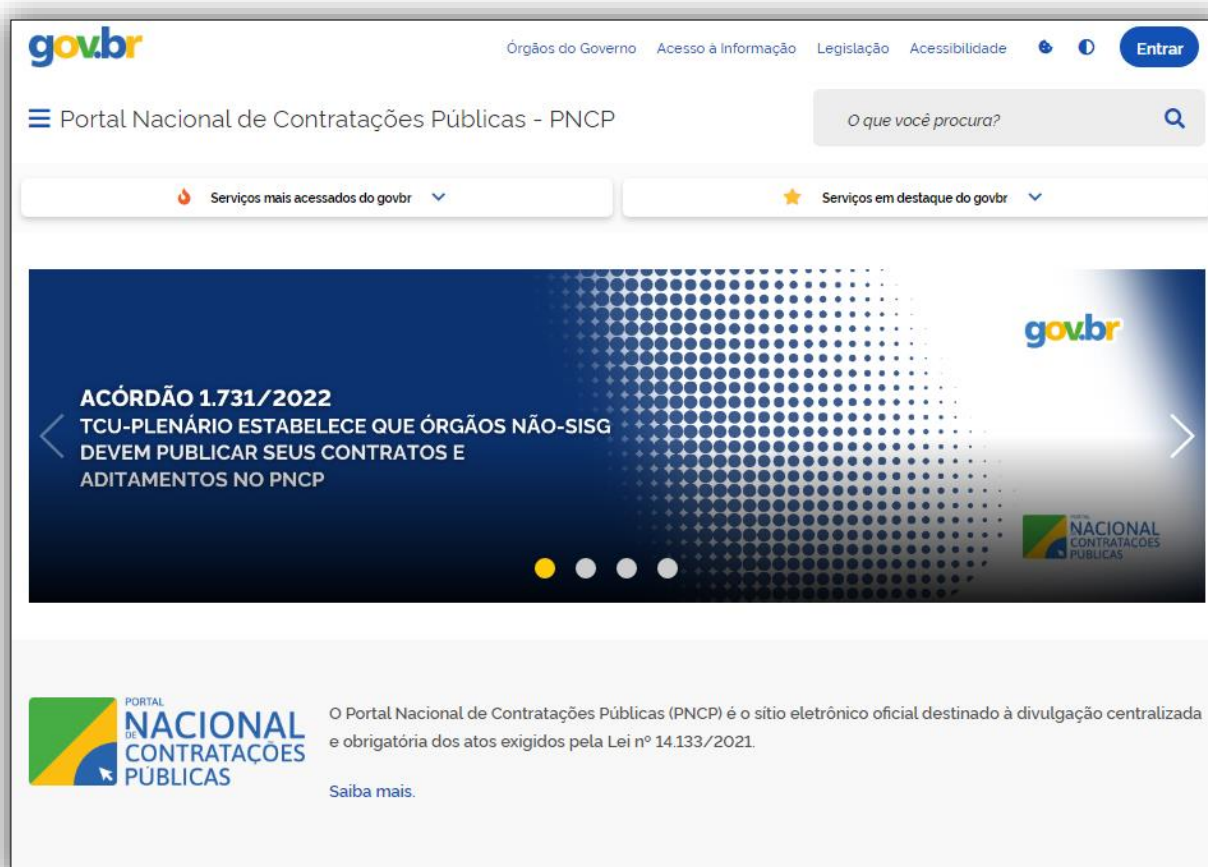 gov.br
Órgãos do Governo Acesso à Informação Legislação Acessibilidade Entrar
Portal Nacional de Contratações Públicas - PNCP
O que você procura?
Serviços mais acessados do govbr
Serviços em destaque do govbr
gov.br
ACÓRDÃO 1.731/2022
TCU-PLENÁRIO ESTABELECE QUE ÓRGÃOS NÃO-SISG
DEVEM PUBLICAR SEUS CONTRATOS E
ADITAMENTOS NO PNCP
PORTAL
NACIONAL
CONTRATAÇÕES
PÚBLICAS
PORTAL
NACIONAL
DE CONTRATAÇÕES
PÚBLICAS
O Portal Nacional de Contratações Públicas (PNCP) é o sítio eletrônico oficial destinado à divulgação centralizada
e obrigatória dos atos exigidos pela Lei nº 14.133/2021.
Saiba mais.